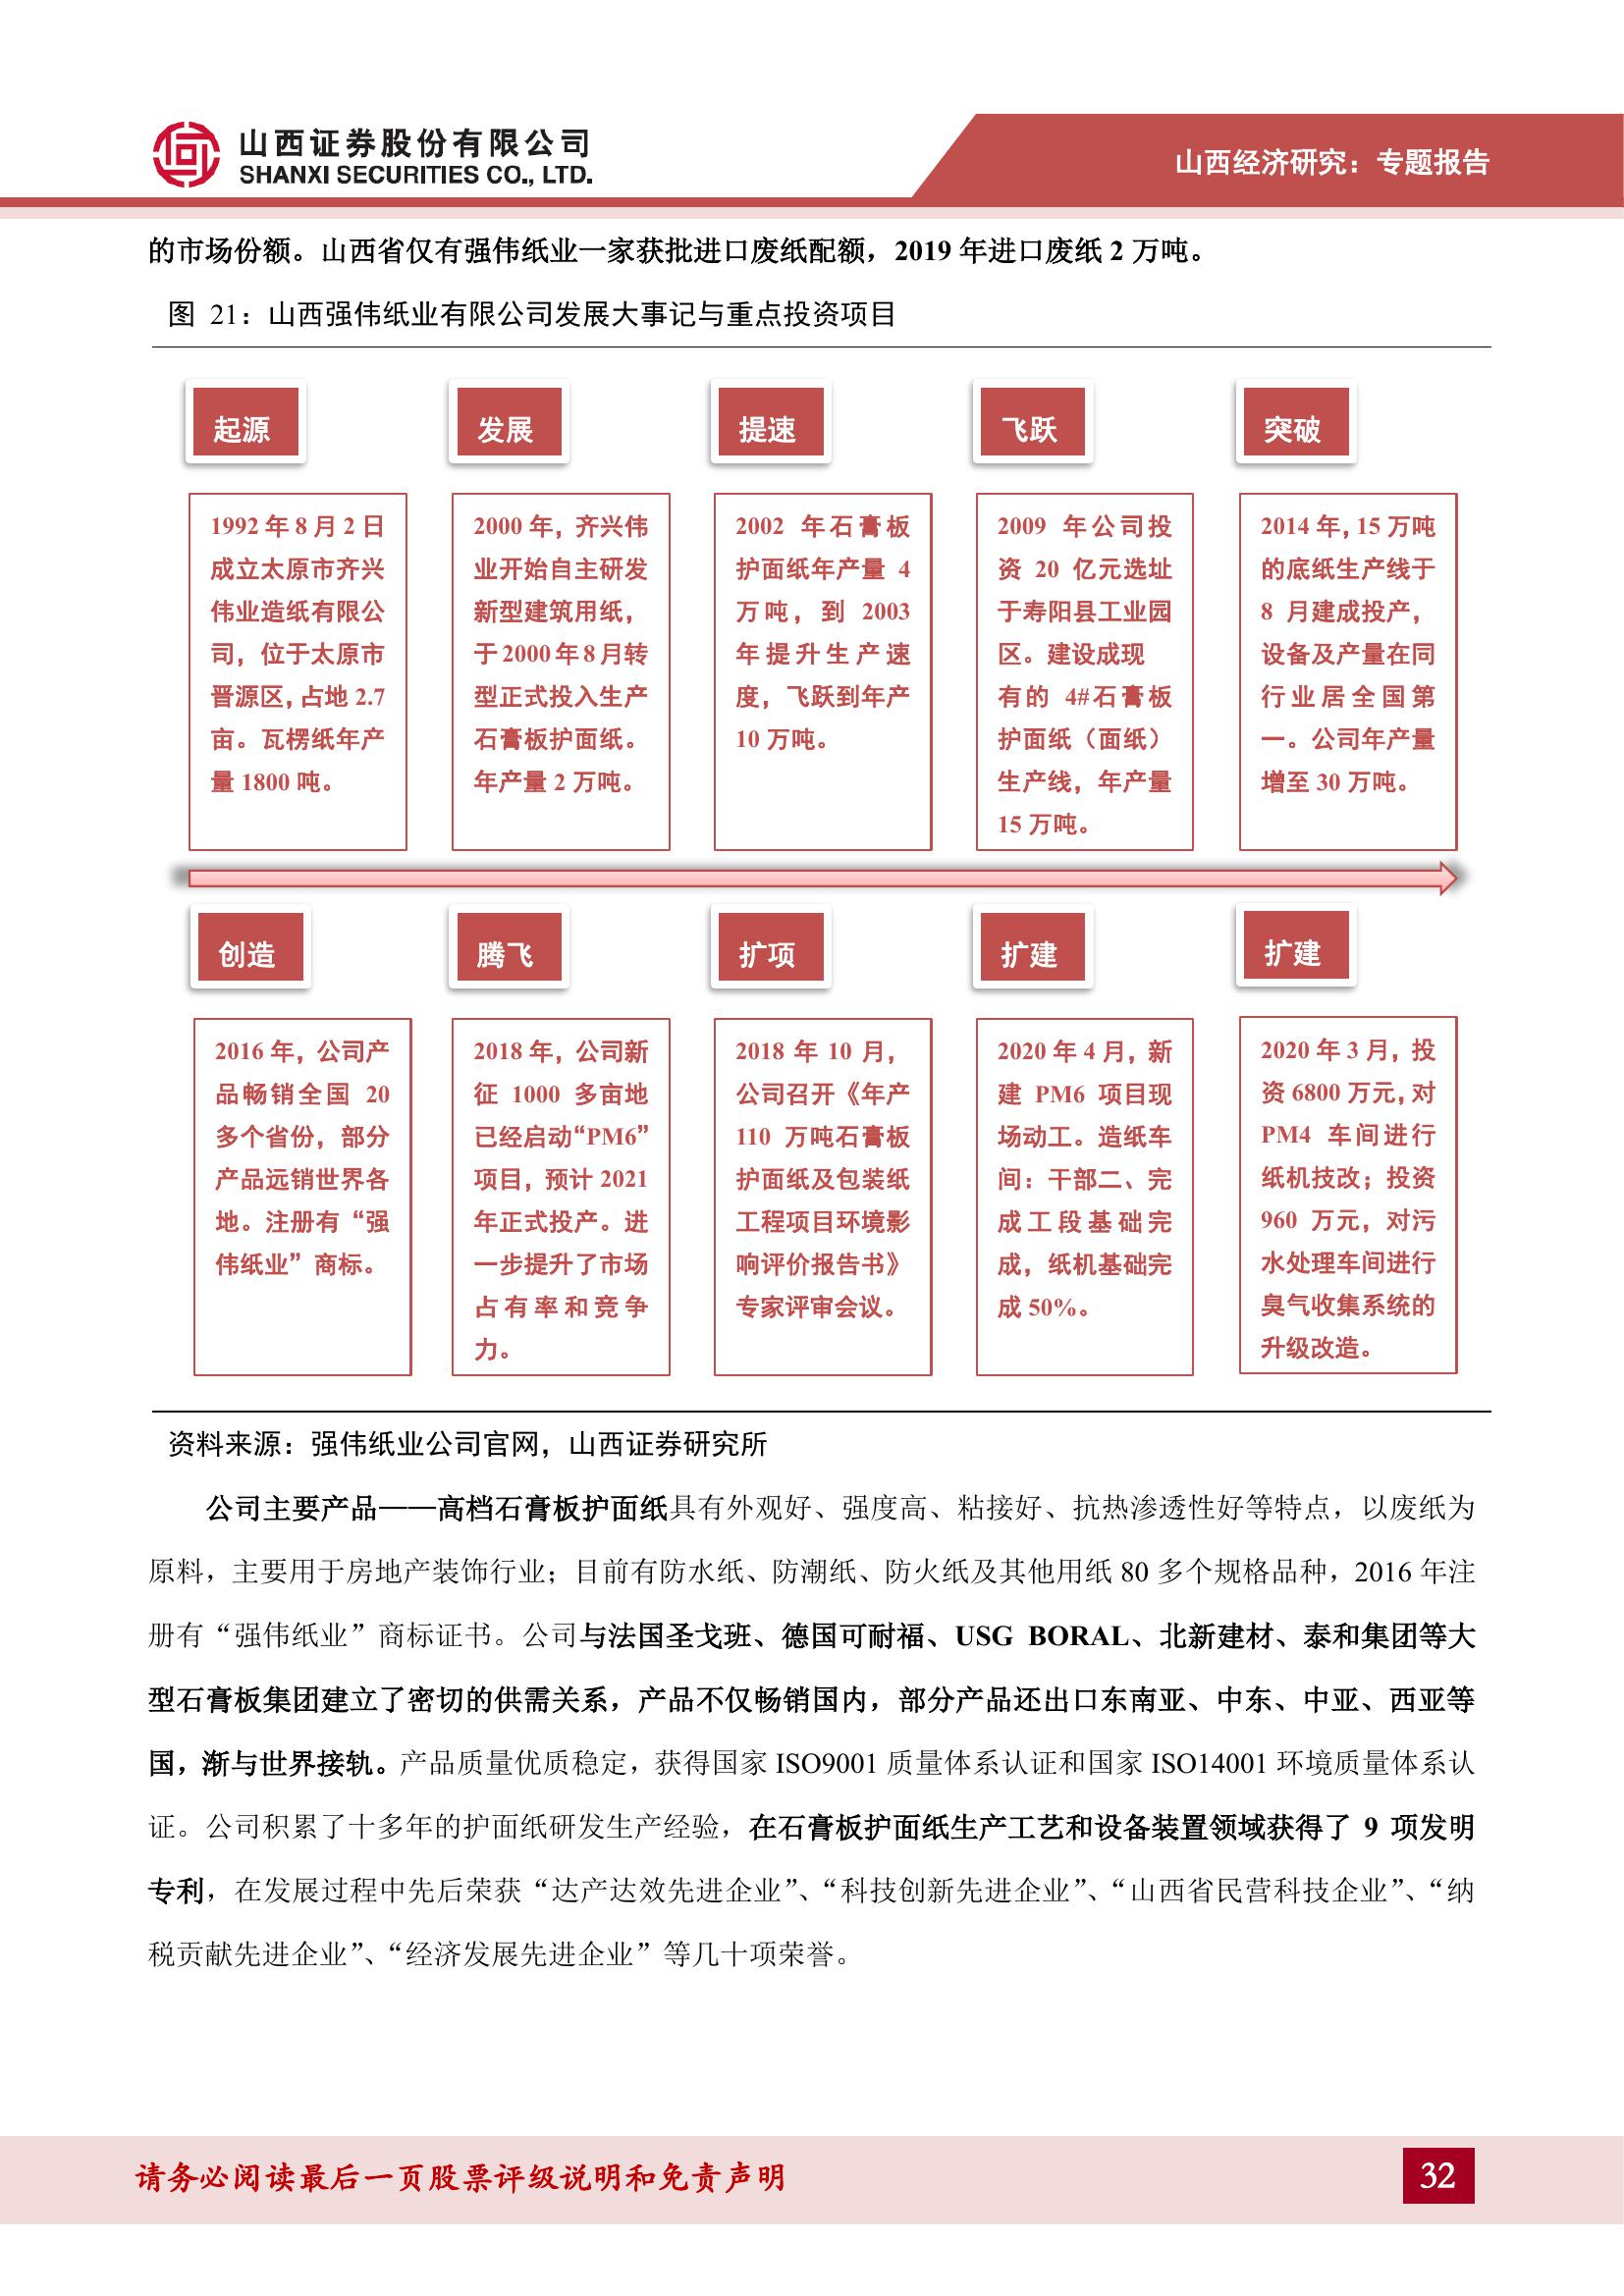 山西证券股份有限公司
SHANXI SECURITIES CO., LTD.
山西经济研究：专题报告
的市场份额。山西省仅有强伟纸业一家获批进口废纸配额，2019 年进口废纸 2 万吨。
图 21：山西强伟纸业有限公司发展大事记与重点投资项目
起源
1992 年 8 月 2 日
成立太原市齐兴
伟业造纸有限公
司，位于太原市
晋源区，占地 2.7
亩。瓦楞纸年产
量 1800 吨。
发展
2000 年，齐兴伟
业开始自主研发
新型建筑用纸，
于 2000 年 8 月转
型正式投入生产
石膏板护面纸。
年产量 2 万吨。
提速
2002 年石膏板
护面纸年产量 4
万吨，到 2003
年提升生产速
度，飞跃到年产
10 万吨。
飞跃
2009 年公司投
资 20 亿元选址
于寿阳县工业园
区。建设成现
有的 4#石膏板
护面纸（面纸）
生产线，年产量
15 万吨。
突破
2014 年，15 万吨
的底纸生产线于
8 月建成投产，
设备及产量在同
行业居全国第
一。公司年产量
增至 30 万吨。
创造
2016 年，公司产
品畅销全国 20
多个省份，部分
产品远销世界各
地。注册有“强
伟纸业”商标。
腾飞
2018 年，公司新
征 1000 多亩地
已经启动“PM6”
项目，预计 2021
年正式投产。进
一步提升了市场
占有率和竞争
力。
扩项
2018 年 10 月，
公司召开《年产
110 万吨石膏板
护面纸及包装纸
工程项目环境影
响评价报告书》
专家评审会议。
扩建
2020 年 4 月，新
建 PM6 项目现
场动工。造纸车
间：干部二、完
成工段基础完
成，纸机基础完
成 50%。
扩建
2020 年 3 月，投
资 6800 万元，对
PM4 车间进行
纸机技改；投资
960 万元，对污
水处理车间进行
臭气收集系统的
升级改造。
资料来源：强伟纸业公司官网，山西证券研究所
公司主要产品——高档石膏板护面纸具有外观好、强度高、粘接好、抗热渗透性好等特点，以废纸为
原料，主要用于房地产装饰行业；目前有防水纸、防潮纸、防火纸及其他用纸 80 多个规格品种，2016 年注
册有“强伟纸业”商标证书。公司与法国圣戈班、德国可耐福、USG BORAL、北新建材、泰和集团等大
型石膏板集团建立了密切的供需关系，产品不仅畅销国内，部分产品还出口东南亚、中东、中亚、西亚等
国，渐与世界接轨。产品质量优质稳定，获得国家 ISO9001 质量体系认证和国家 ISO14001 环境质量体系认
证。公司积累了十多年的护面纸研发生产经验，在石膏板护面纸生产工艺和设备装置领域获得了 9 项发明
专利，在发展过程中先后荣获“达产达效先进企业”、“科技创新先进企业”、“山西省民营科技企业”、“纳
税贡献先进企业”、“经济发展先进企业”等几十项荣誉。
请务必阅读最后一页股票评级说明和免责声明
32